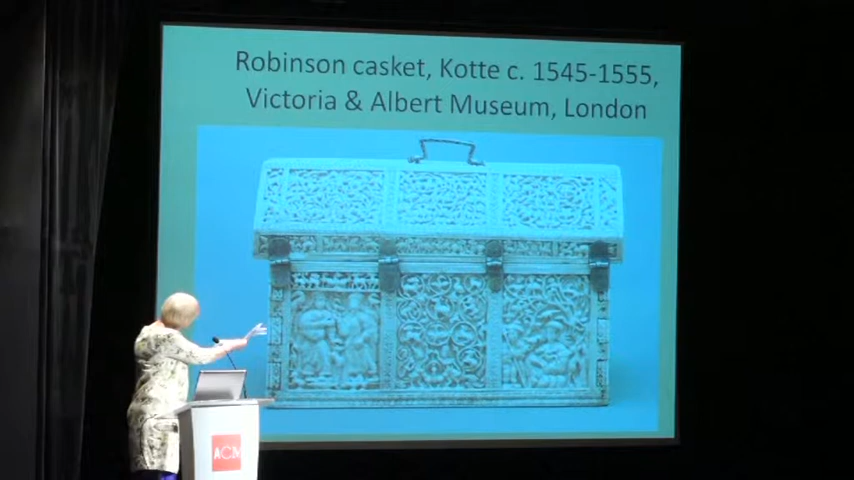 Robinson casket, Kotte c. 1545-1555,
Victoria & Albert Museum, London
ACM